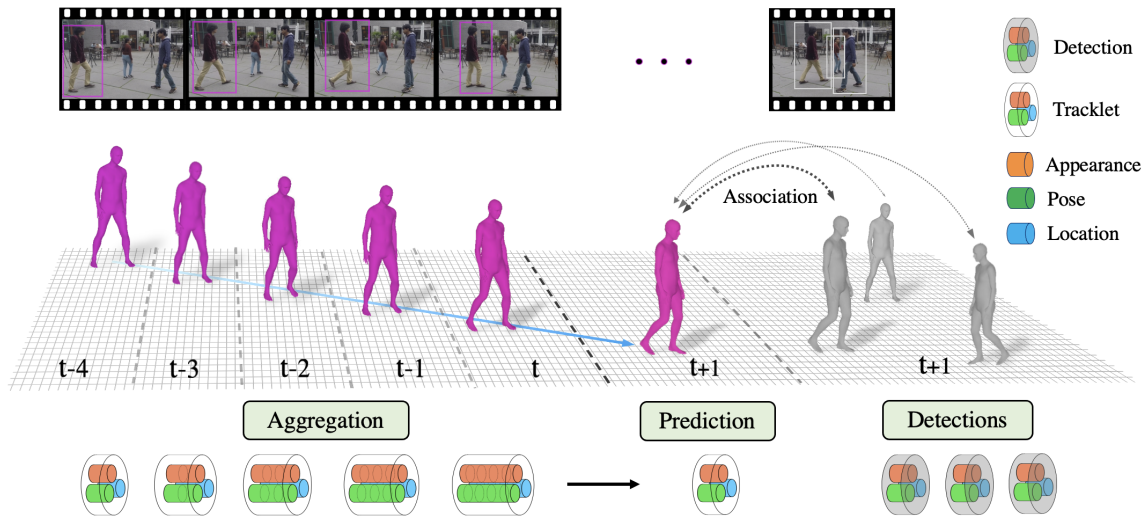 Detection
Tracklet
Appearance
Pose
Location
Association
t-4
t-3
t-2
t-1
t
t+1
t+1
Aggregation
Prediction
Detections